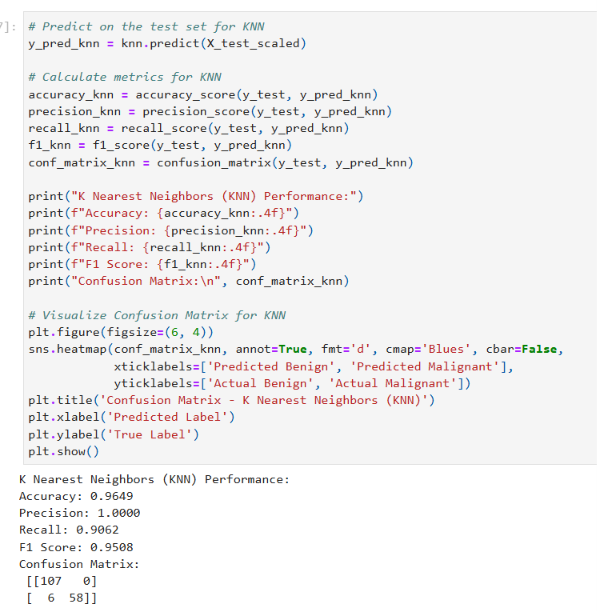 7]:
# Predict on the test set for KNN
y_pred_knn = knn.predict(X_test_scaled)
# Calculate metrics for KNN
accuracy_knn = accuracy_score(y_test, y_pred_knn)
precision_knn = precision_score(y_test, y_pred_knn)
recall_knn = recall_score(y_test, y_pred_knn)
f1_knn = f1_score(y_test, y_pred_knn)
conf_matrix_knn = confusion_matrix(y_test, y_pred_knn)
print("K Nearest Neighbors (KNN) Performance:")
print(f"Accuracy: {accuracy_knn:.4f}")
print(f"Precision: {precision_knn:.4f}")
print(f"Recall: {recall_knn:.4f}")
print(f"F1 Score: {f1_knn:.4f}")
print("Confusion Matrix:\n", conf_matrix_knn)
# Visualize Confusion Matrix for KNN
plt.figure(figsize=(6, 4))
sns.heatmap(conf_matrix_knn, annot=True, fmt='d', cmap='Blues', cbar=False,
            xticklabels=['Predicted Benign', 'Predicted Malignant'],
            yticklabels=['Actual Benign', 'Actual Malignant'])
plt.title('Confusion Matrix - K Nearest Neighbors (KNN)')
plt.xlabel('Predicted Label')
plt.ylabel('True Label')
plt.show()
K Nearest Neighbors (KNN) Performance:
Accuracy: 0.9649
Precision: 1.0000
Recall: 0.9062
F1 Score: 0.9508
Confusion Matrix:
 [[107   0]
 [  6  58]]